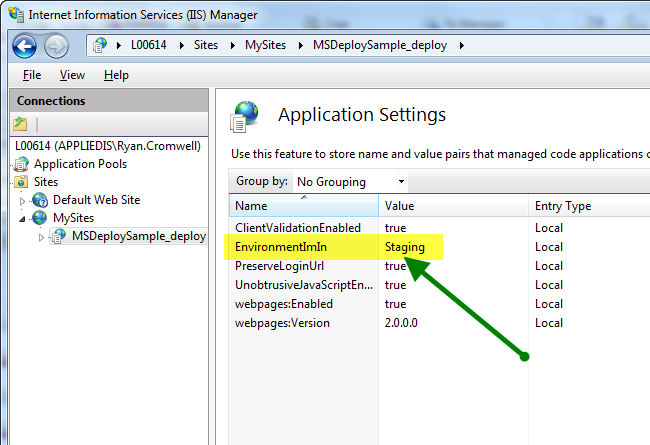 Internet Information Services (IIS) Manager
L00614 Sites MySites MSDeploySample_deploy
File View Help
Connections
L00614 (APPLIEDIS\Ryan.Cromwell)
Application Pools
Sites
Default Web Site
MySites
MSDeploySample_deploy
Application Settings
Use this feature to store name and value pairs that managed code applications
Group by: No Grouping
Name Value Entry Type
ClientValidationEnabled true Local
EnvironmentImIn Staging Local
PreserveLoginUrl true Local
UnobtrusiveJavaScriptEn... true Local
webpages:Enabled true Local
webpages:Version 2.0.0.0 Local